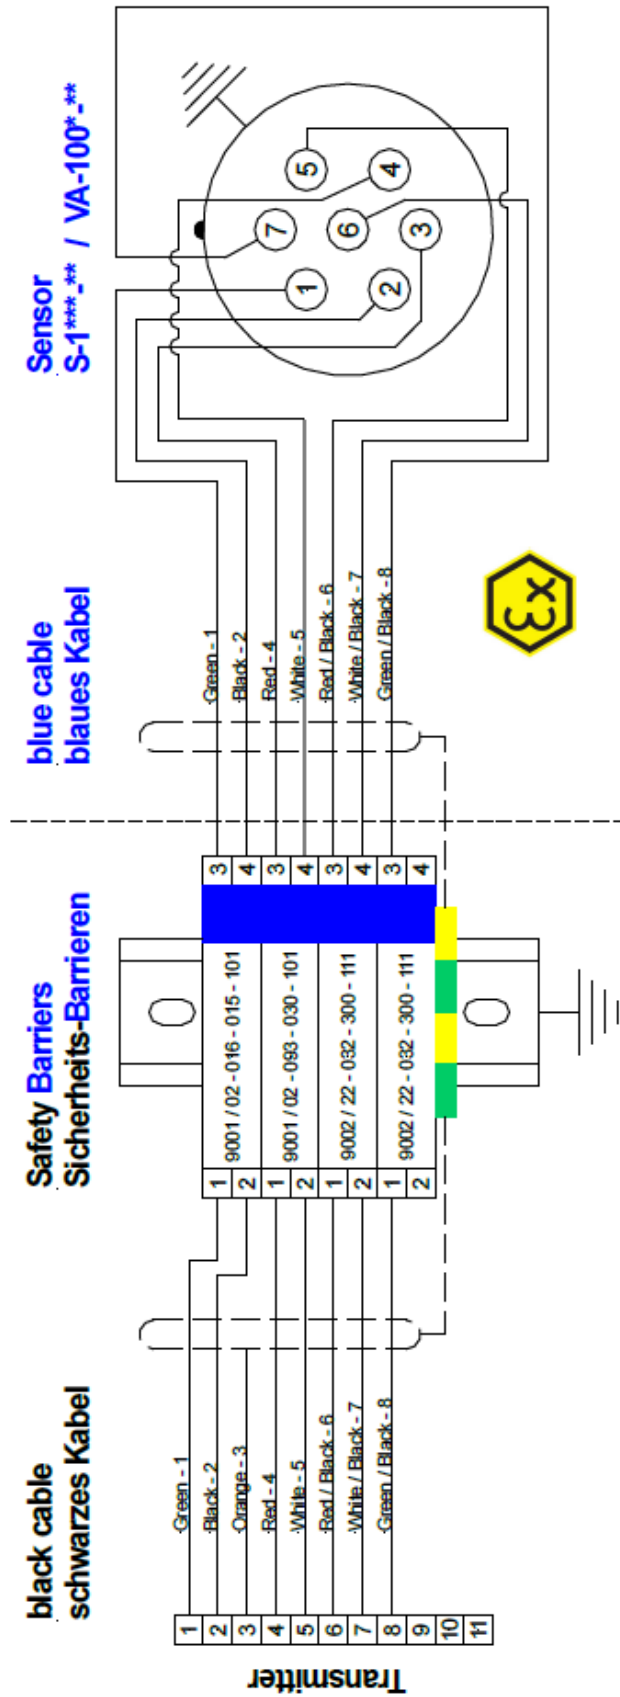 black cable
schwarzes Kabel
Safety Barriers
Sicherheits-Barrieren
blue cable
blaues Kabel
Sensor
S-1***-** / VA-100*-**
Transmitter
1
2
3
4
5
6
7
8
9
10
11
Green - 1
Black - 2
Orange - 3
Red - 4
White - 5
Red / Black - 6
White / Black - 7
Green / Black - 8
1
2
1
2
1
2
1
2
9001 / 02 - 016 - 015 - 101
9001 / 02 - 093 - 030 - 101
9002 / 22 - 032 - 300 - 111
9002 / 22 - 032 - 300 - 111
3
4
3
4
3
4
3
4
Green - 1
Black - 2
Red - 4
White - 5
Red / Black - 6
White / Black - 7
Green / Black - 8
Ex
1
2
3
4
5
6
7